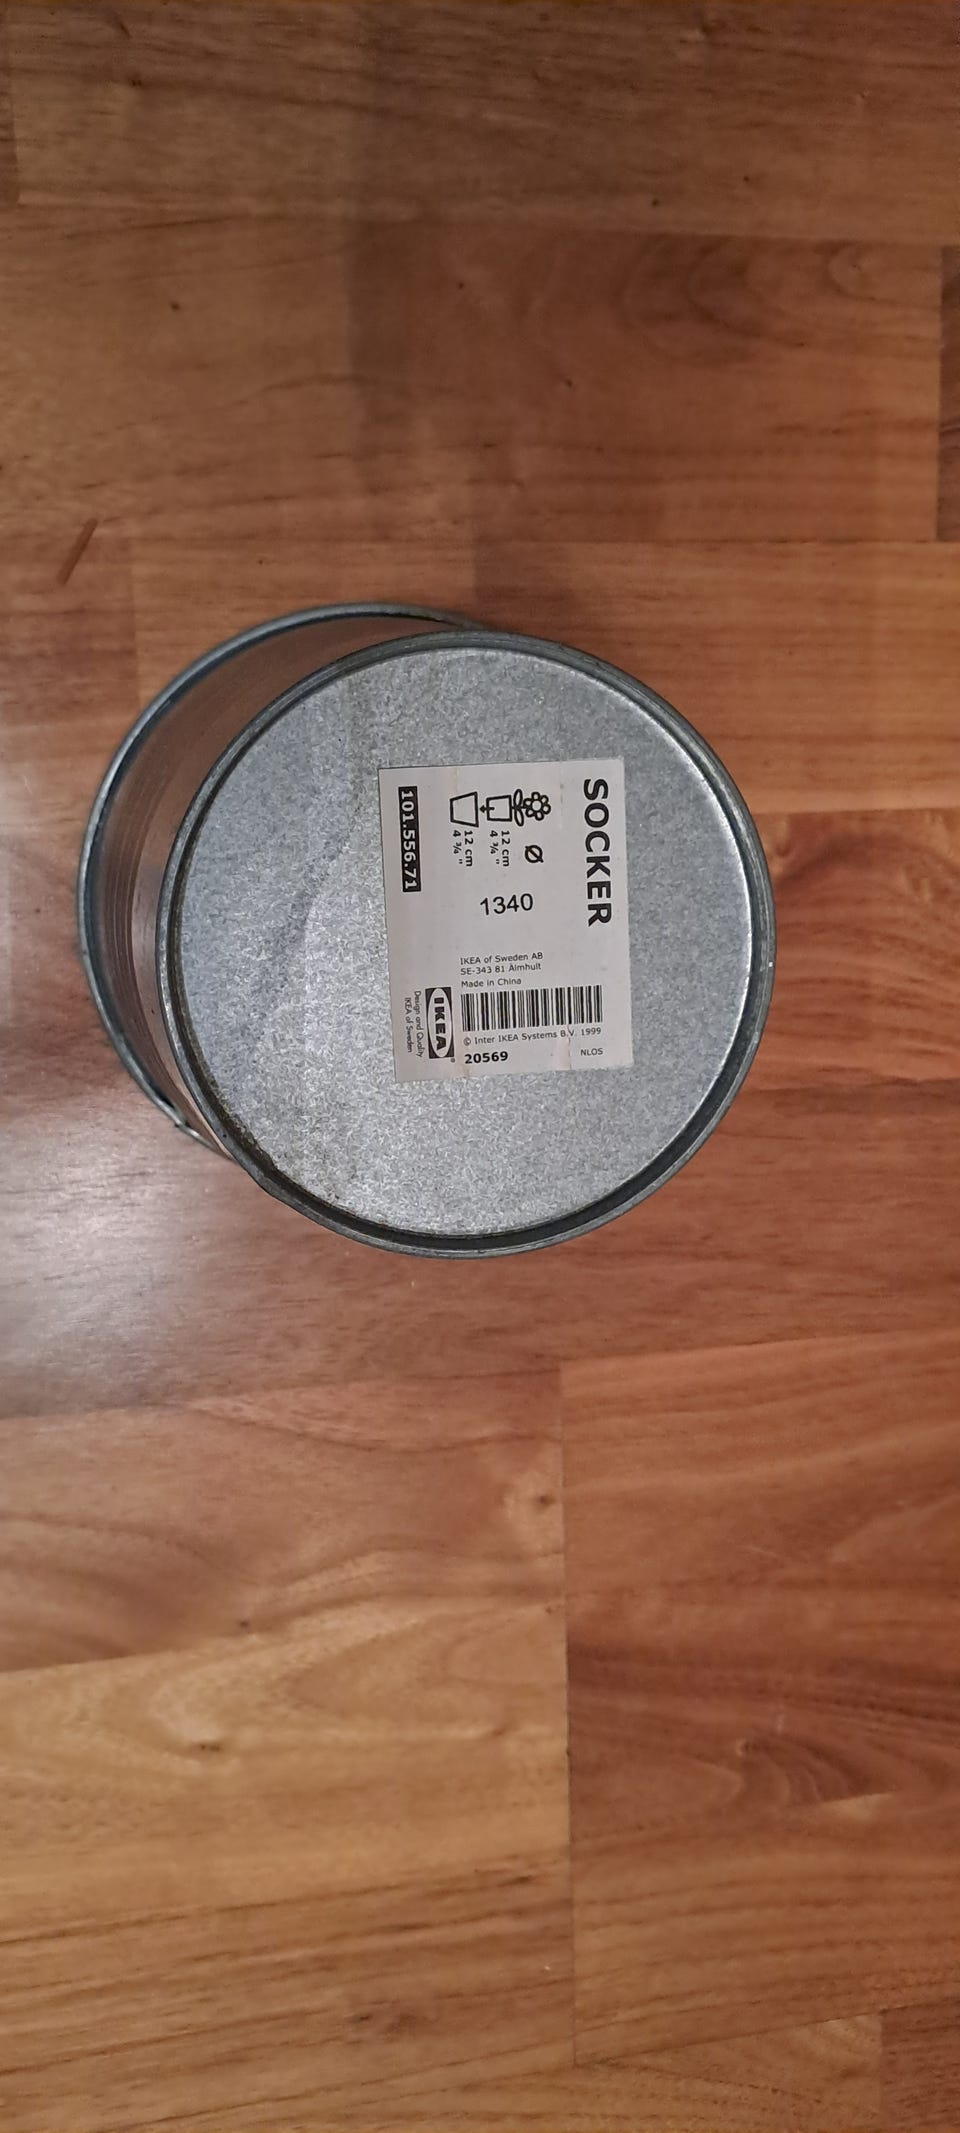 SOCKER
Ø
12 cm
4 ¾ "
12 cm
4 ¾ "
101.556.71
1340
IKEA of Sweden AB
SE-343 81 Älmhult
Made in China
© Inter IKEA Systems B.V. 1999
20569 NLOS
IKEA®
Design and Quality
IKEA of Sweden